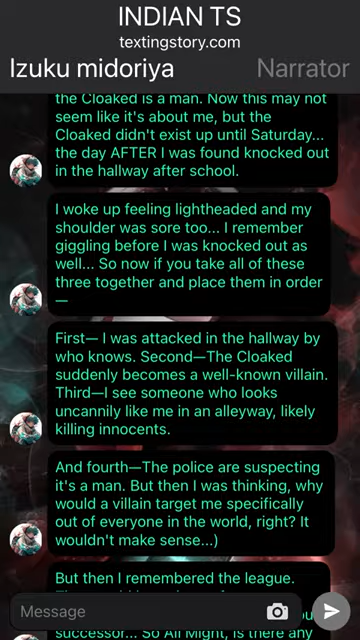 INDIAN TS
textingstory.com
Izuku midoriya
Narrator
the Cloaked is a man. Now this may not
seem like it's about me, but the
Cloaked didn't exist up until Saturday...
the day AFTER I was found knocked out
in the hallway after school.
I woke up feeling lightheaded and my
shoulder was sore too... I remember
giggling before I was knocked out as
well... So now if you take all of these
three together and place them in order
—
First— I was attacked in the hallway by
who knows. Second—The Cloaked
suddenly becomes a well-known villain.
Third—I see someone who looks
uncannily like me in an alleyway, likely
killing innocents.
And fourth—The police are suspecting
it's a man. But then I was thinking, why
would a villain target me specifically
out of everyone in the world, right? It
wouldn't make sense...)
But then I remembered the league.
Message
successor... So All Might, is there any